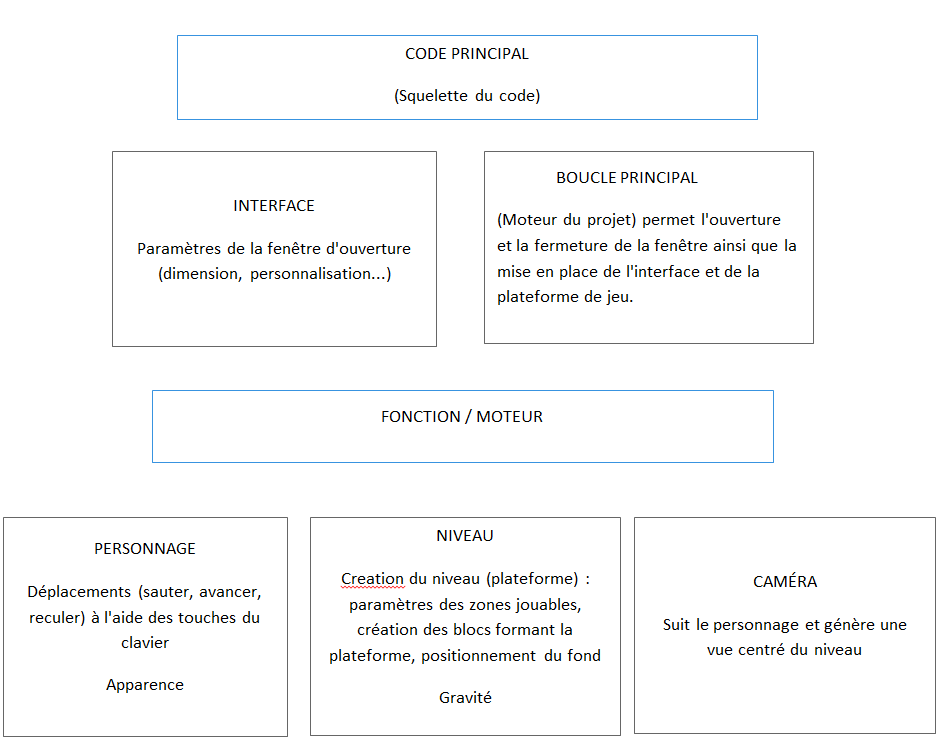 CODE PRINCIPAL
(Squelette du code)
INTERFACE
Paramètres de la fenêtre d'ouverture
(dimension, personnalisation...)
BOUCLE PRINCIPAL
(Moteur du projet) permet l'ouverture
et la fermeture de la fenêtre ainsi que la
mise en place de l'interface et de la
plateforme de jeu.
FONCTION / MOTEUR
PERSONNAGE
Déplacements (sauter, avancer,
reculer) à l'aide des touches du
clavier
Apparence
NIVEAU
Creation du niveau (plateforme) :
paramètres des zones jouables,
création des blocs formant la
plateforme, positionnement du fond
Gravité
CAMÉRA
Suit le personnage et génère une
vue centré du niveau